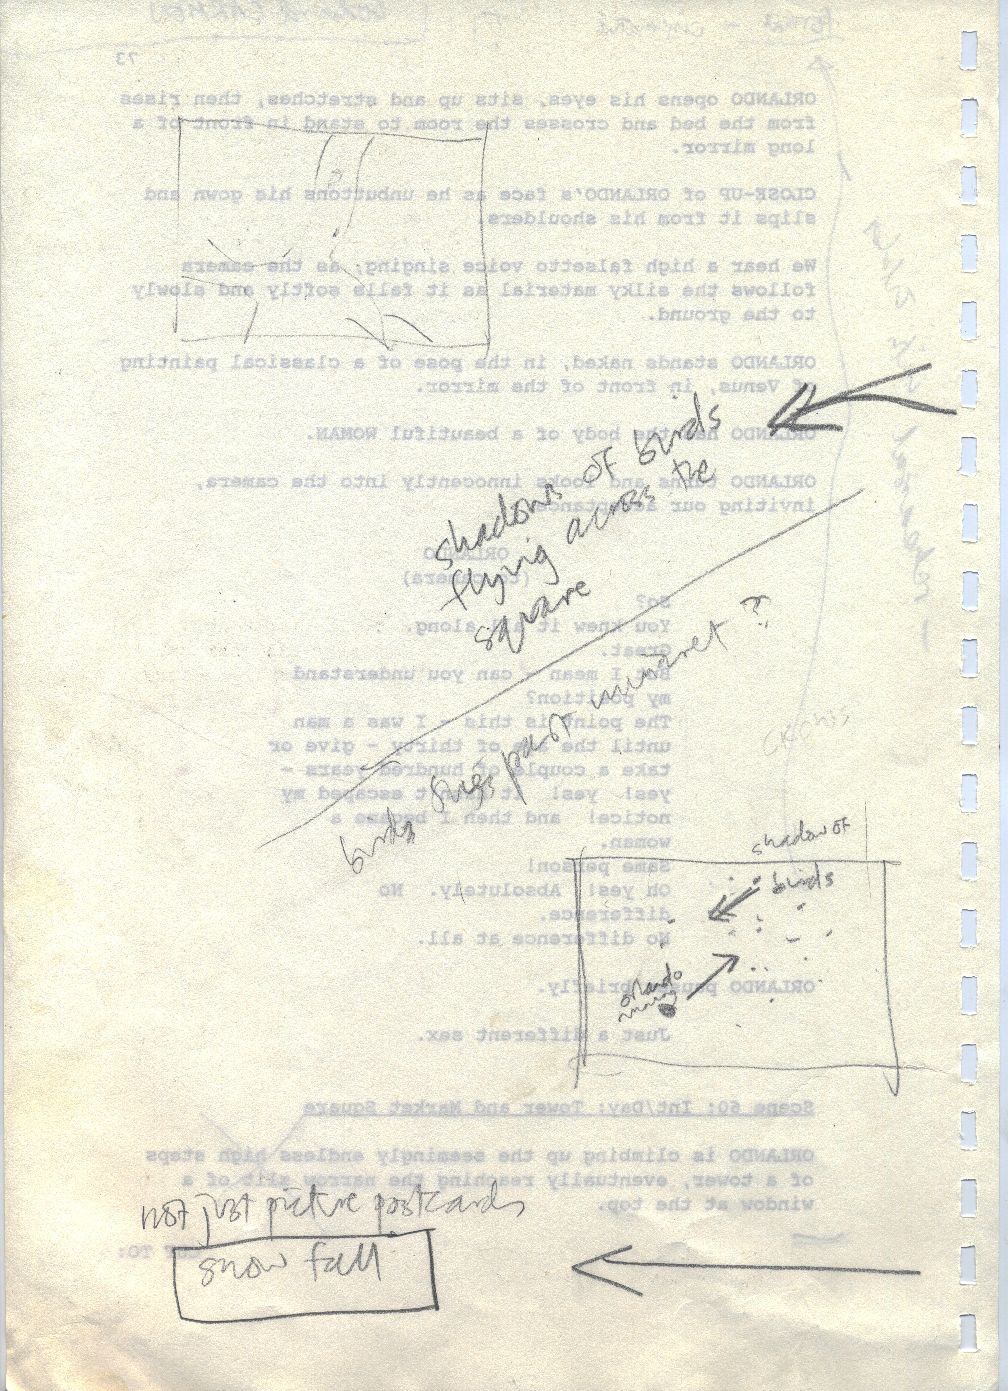 73
ORLANDO opens his eyes, sits up and stretches, then rises
from the bed and crosses the room to stand in front of a
long mirror.
CLOSE-UP of ORLANDO's face as he unbuttons his gown and
slips it from his shoulders.
We hear a high falsetto voice singing, as the camera
follows the silky material as it falls softly and slowly
to the ground.
ORLANDO stands naked, in the pose of a classical painting
of Venus, in front of the mirror.
ORLANDO has the body of a beautiful WOMAN.
ORLANDO turns and looks innocently into the camera,
inviting our acceptance.
shadows of birds
flying across the
square
ORLANDO
(to camera)
So?
You knew it all along.
Great.
But I mean - can you understand
my position?
The point is this - I was a man
until the age of thirty - give or
take a couple of hundred years -
yes! yes! It hasn't escaped my
notice! and then I became a
woman.
Same person!
Oh yes! Absolutely. No
difference.
No difference at all.
birds past minaret ?
shadow of
birds
orlando
ORLANDO pauses briefly.
Just a different sex.
Scene 60: Int/Day: Tower and Market Square
ORLANDO is climbing up the seemingly endless high steps
of a tower, eventually reaching the narrow slit of a
window at the top.
not just picture postcards
CUT TO:
snow fall